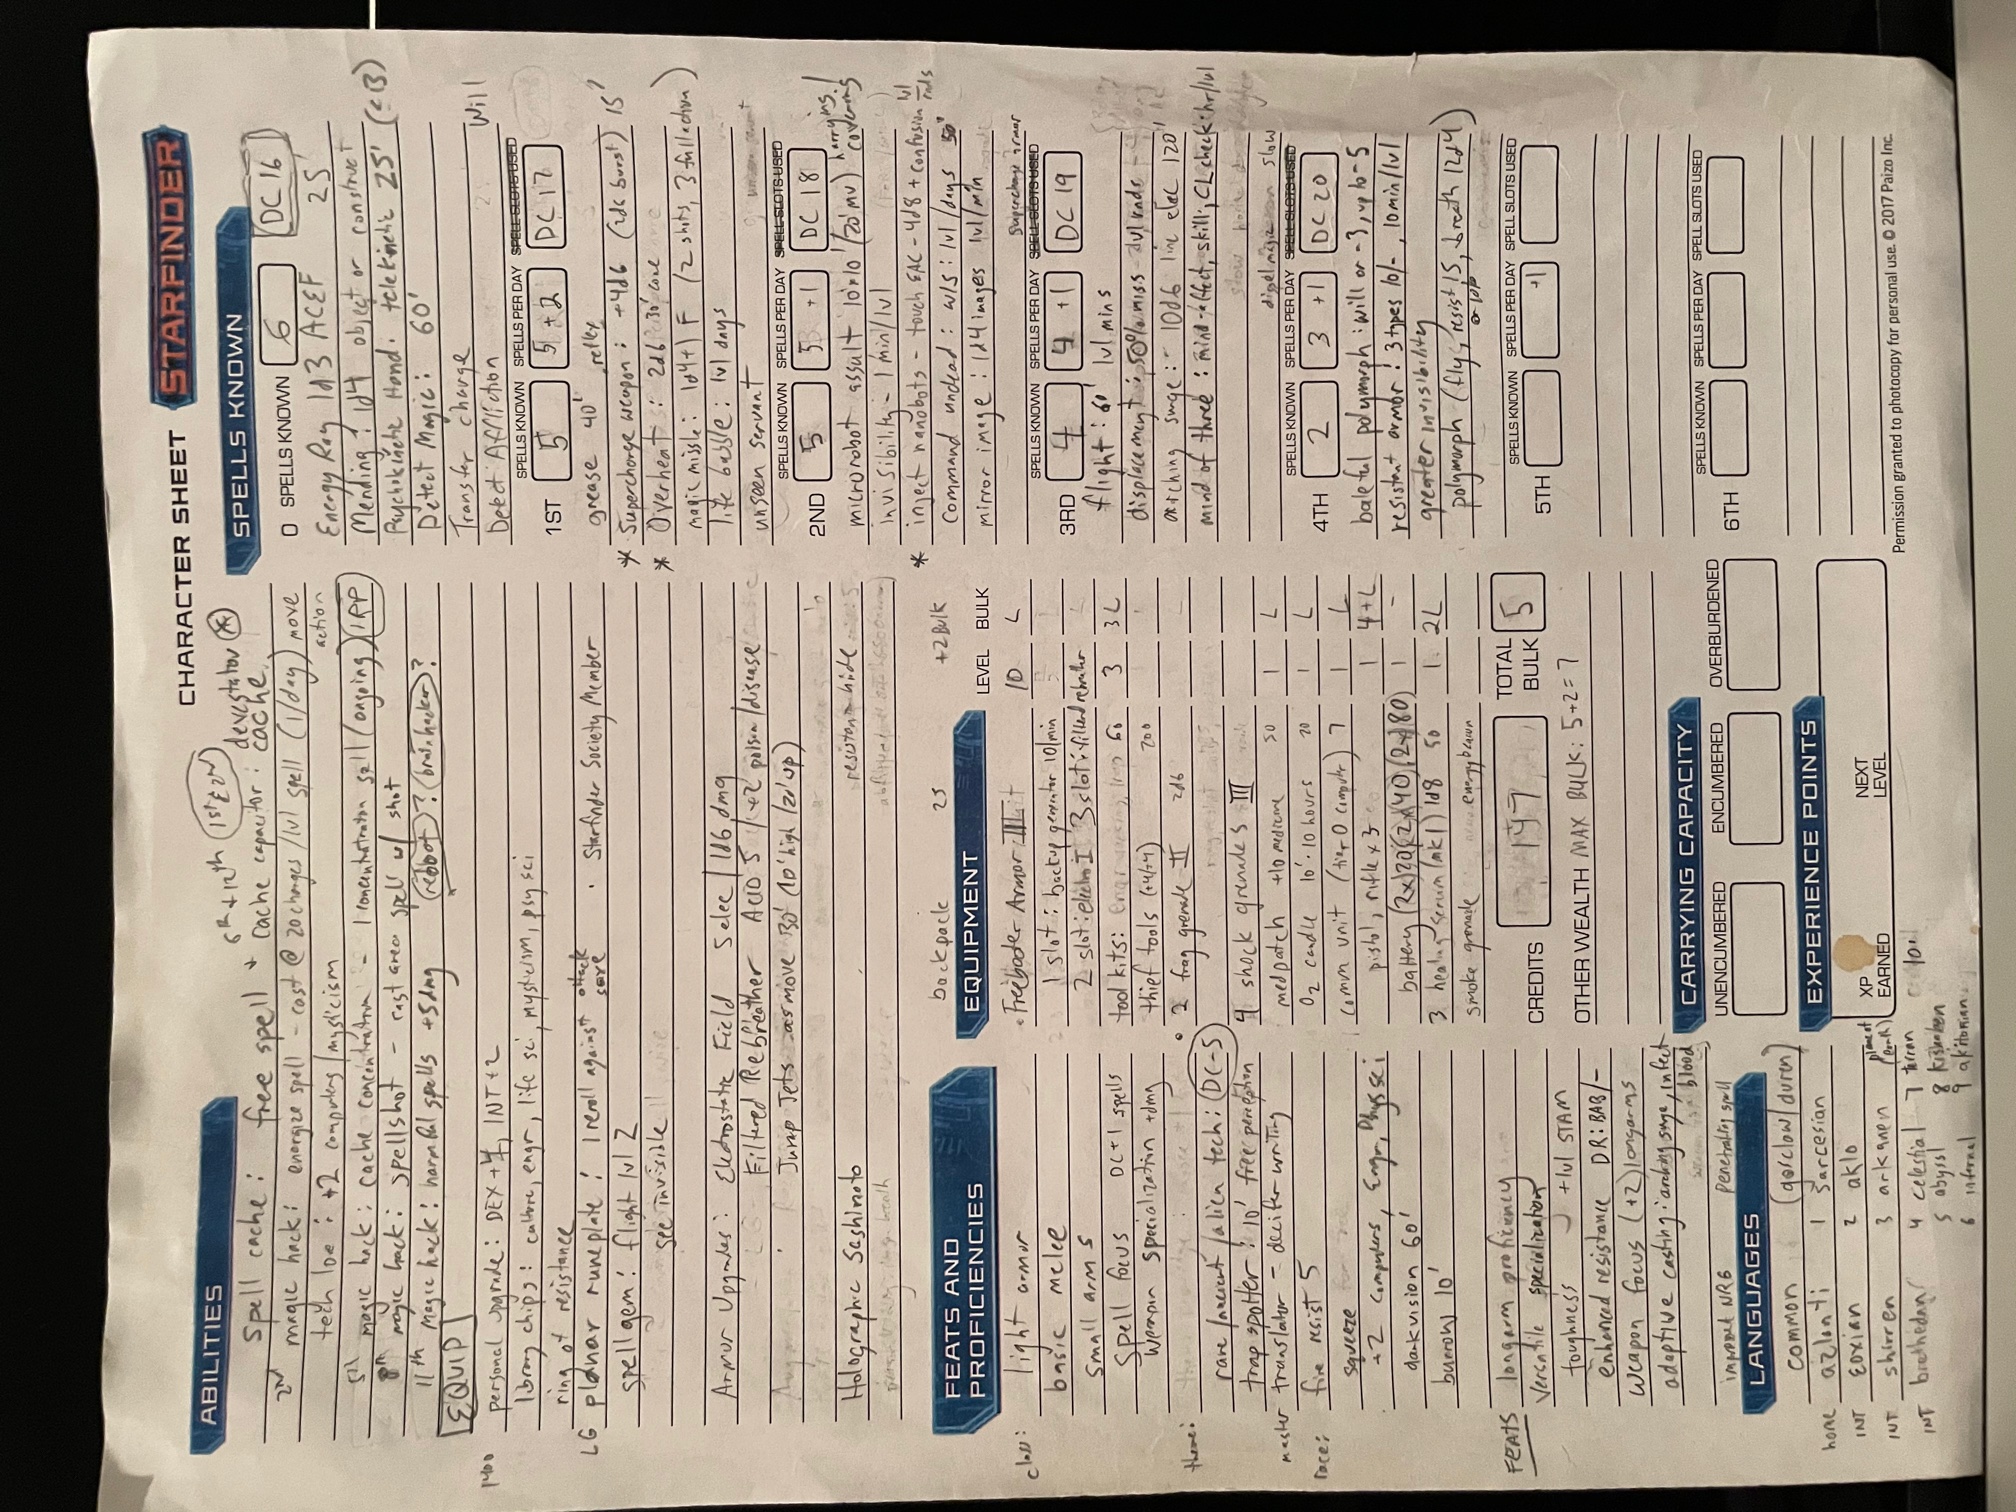 CHARACTER SHEET STARFINDER
ABILITIES
6th + 12th 1st & 2nd
spell cache: free spell + cache capacitor: devestator cache
2nd magic hack: energize spell - cost @ 20 charges/lvl spell (1/day) move action
tech loe: +2 computers/mysticism
5th magic hack: cache concentration - 1 concentration spell (ongoing) 1RP
8th magic hack: spellshot - cast area spell w/ shot
11th magic hack: harmful spells +5dmg (reboot)? (brainhacker)?
EQUIP
1400 personal upgrade: DEX +4, INT +2
library chips: culture, engr, life sci, mysticism, psy sci
ring of resistance
LG planar runeplate: 1 reroll against attack save · Starfinder Society Member
spell gem: flight lvl 2
see invisible
Armor Upgrades: Electrostatic Field 5 elec / 1d6 dmg
Filtered Rebreather Acid 5 / +2 poison/disease
Jump Jets as move 30' (10' high / 20' up)
Holographic Sashimoto resistant hide
FEATS AND PROFICIENCIES
class: light armor
basic melee
small arms
spell focus DC+1 spells
weapon specialization +dmg
theme:
rare/ancient/alien tech: DC-5
trap spotter: 10' free perception
master translator - decifer writing
race: fire resist 5
squeeze
+2 computers, Engr, Phys sci
darkvision 60'
burrow 10'
FEATS longarm proficiency
versatile specialization
toughness +lvl STAM
enhanced resistance DR: BAB/-
weapon focus (+2) longarms
adaptive casting: arching surge, infect blood
improved NRG penetrating spell
LANGUAGES
common (gosclow/duren)
home azlanti 1 sarcesian
INT eoxian 2 aklo
INT shirren 3 arkanen (plane of
INT brethedan 4 celestial 7 terran
5 abyssl 8 kishaleen
6 infernal 9 akitonian
backpack 25 +2 Bulk
EQUIPMENT LEVEL BULK
Freeboder Armor III 10 L
1 slot: backup generator 10/min
2 slot: electro I 3 slot: filterd rebreather
tool kits: 60 3 3L
thief tools (+4/+4) 200
2 frag grenade II 2d6
4 shock grenades III
medpatch +10 medicine 50 1 L
O2 candle 10' · 10 hours 20 1 L
comm unit (tier 0 computer) 7 1 L
pistol, rifle x3 1 4+L
battery (2x)20(2x)40(2x)80 1 -
3 healing serum (mk1) 1d8 50 1 2L
smoke grenade energy beacon
CREDITS 147 TOTAL BULK 5
OTHER WEALTH MAX BULK: 5+2=7
CARRYING CAPACITY
UNENCUMBERED ENCUMBERED OVERBURDENED
EXPERIENCE POINTS
XP EARNED NEXT LEVEL
101
SPELLS KNOWN
0 SPELLS KNOWN 6 DC 16
Energy Ray 1d3 ACEF 25'
Mending: 1d4 object or construct
Psychokinetic Hand: telekinetic 25' (<B)
Detect Magic: 60'
Transfer charge
Detect Affliction Will
SPELLS KNOWN SPELLS PER DAY SPELL SLOTS USED
1ST 5 5 +2 DC 17
grease 40' reflex
* Supercharge weapon: +4d6 (2d6 burst) 15'
* Overheat: 2d6 30' cone
magic missle: 1d4+1 F (2 shots, 3 full action)
life bubble: lvl days
unseen servant
SPELLS KNOWN SPELLS PER DAY SPELL SLOTS USED
2ND 5 5 +1 DC 18
microrobot assult 10'x10' (20' mv) harrying/covering
invisibility - 1 min/lvl
* inject nanobots - touch EAC - 4d8 + confusion lvl rnds
command undead: w/s: lvl/days 50'
mirror image: 1d4 images lvl/min
supercharge armor
SPELLS KNOWN SPELLS PER DAY SPELL SLOTS USED
3RD 4 4 +1 DC 19
flight: 60' lvl mins
displacement: 50% miss lvl rnds
arching surge: 10d6 line elec 120'
mind of three: mind-affect, skill, CL check: hr/lvl
dipel magic slow
SPELLS KNOWN SPELLS PER DAY SPELL SLOTS USED
4TH 2 3 +1 DC 20
baleful polymorph: will or -3, up to -5
resistant armor: 3 types 10/-, 10min/lvl
greater invisibility
polymorph (fly, resist 15, breath 12d4)
SPELLS KNOWN SPELLS PER DAY SPELL SLOTS USED
5TH +1
SPELLS KNOWN SPELLS PER DAY SPELL SLOTS USED
6TH
Permission granted to photocopy for personal use. © 2017 Paizo Inc.